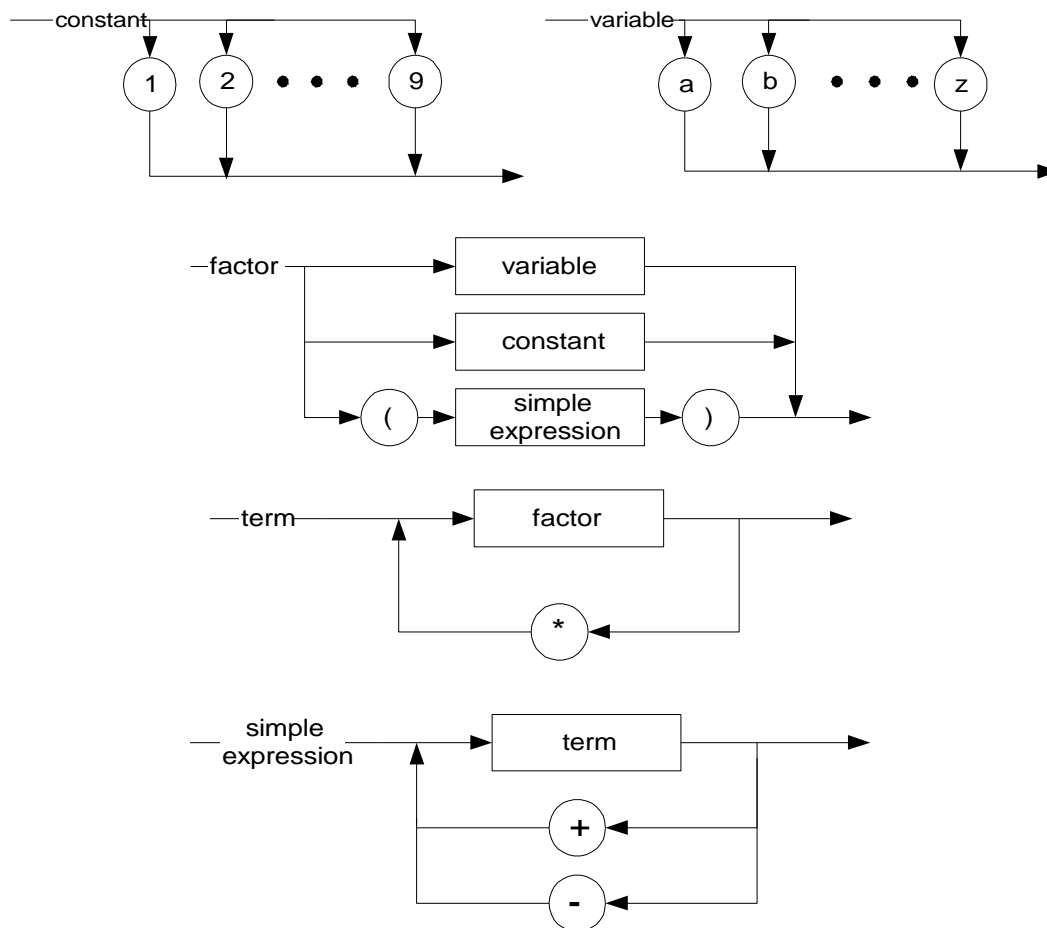 constant
variable
1 2 • • • 9
a b • • • z
factor
variable
constant
( simple
expression )
term
factor
*
simple
expression
term
+
-